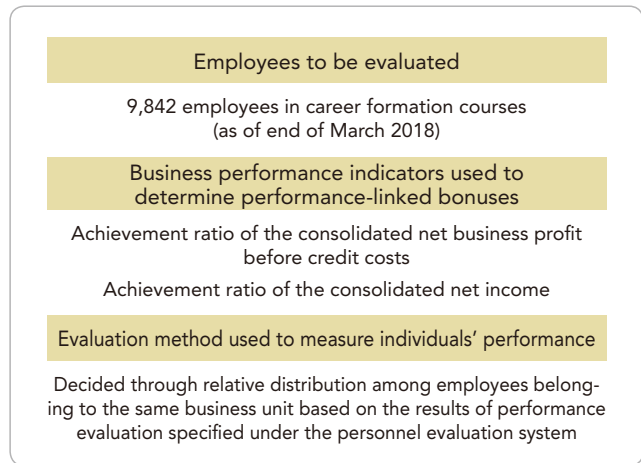 Employees to be evaluated
9,842 employees in career formation courses
(as of end of March 2018)
Business performance indicators used to
determine performance-linked bonuses
Achievement ratio of the consolidated net business profit
before credit costs
Achievement ratio of the consolidated net income
Evaluation method used to measure individuals’ performance
Decided through relative distribution among employees belong-
ing to the same business unit based on the results of performance
evaluation specified under the personnel evaluation system